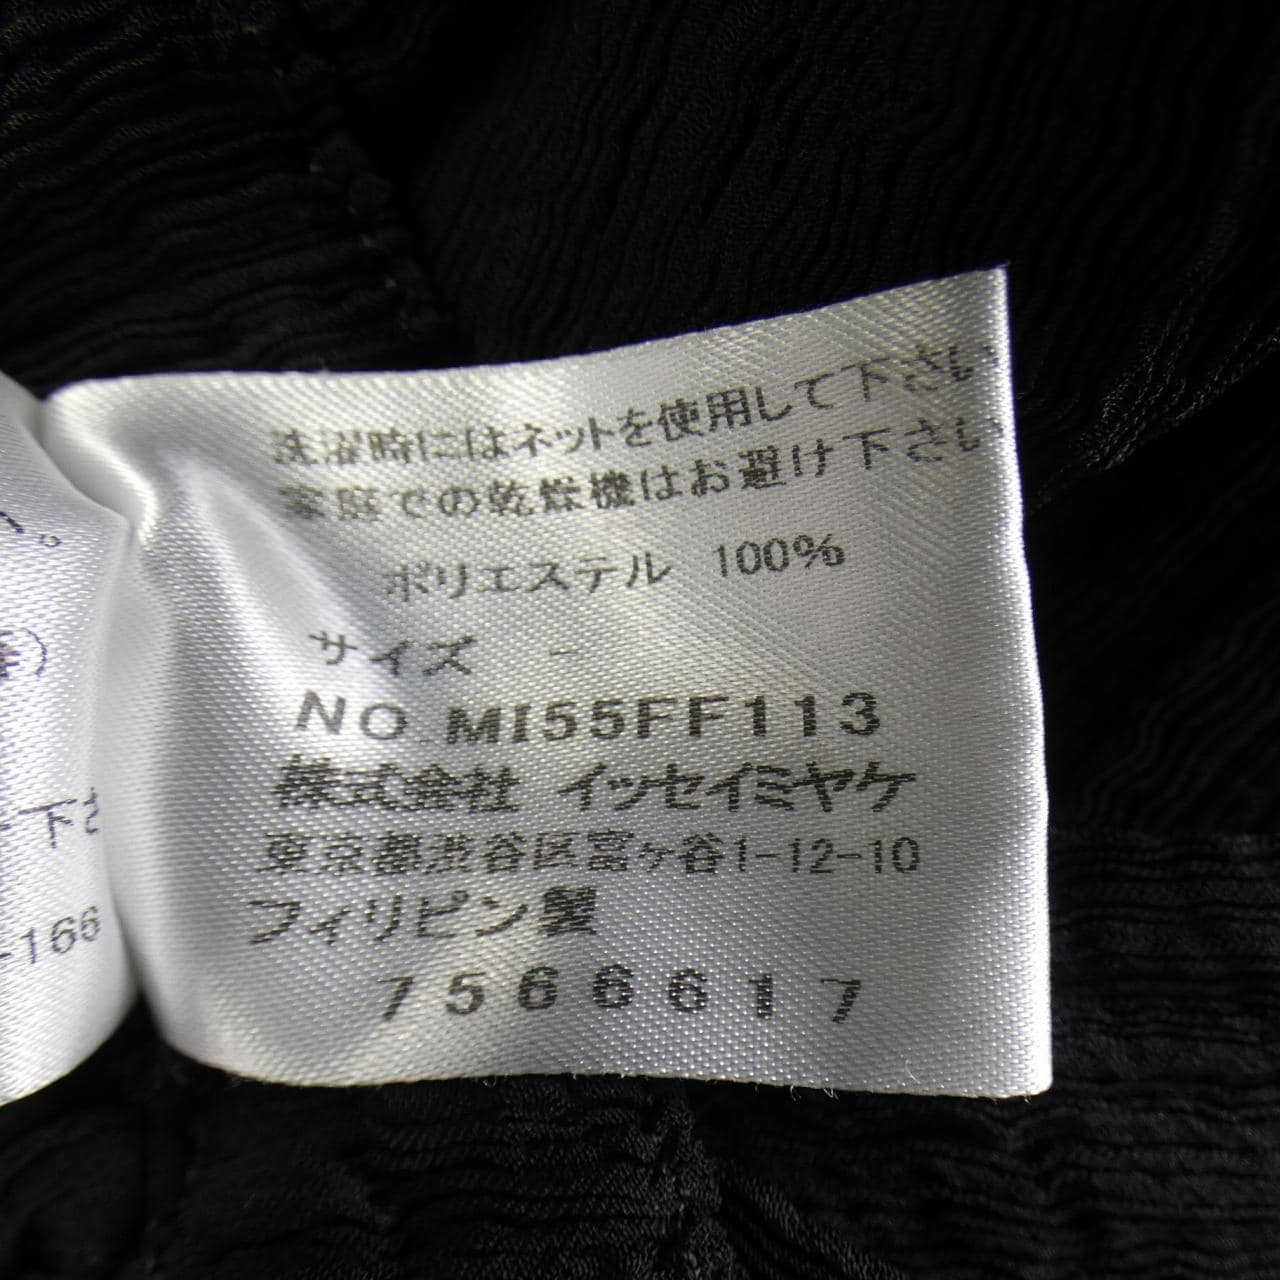 洗濯時にはネットを使用して下さい
家庭での乾燥機はお避け下さい
ポリエステル 100%
サイズ -
NO.MI55FF113
株式会社 イッセイミヤケ
東京都渋谷区富ヶ谷1-12-10
フィリピン製
7566617
い。
下さ
-166